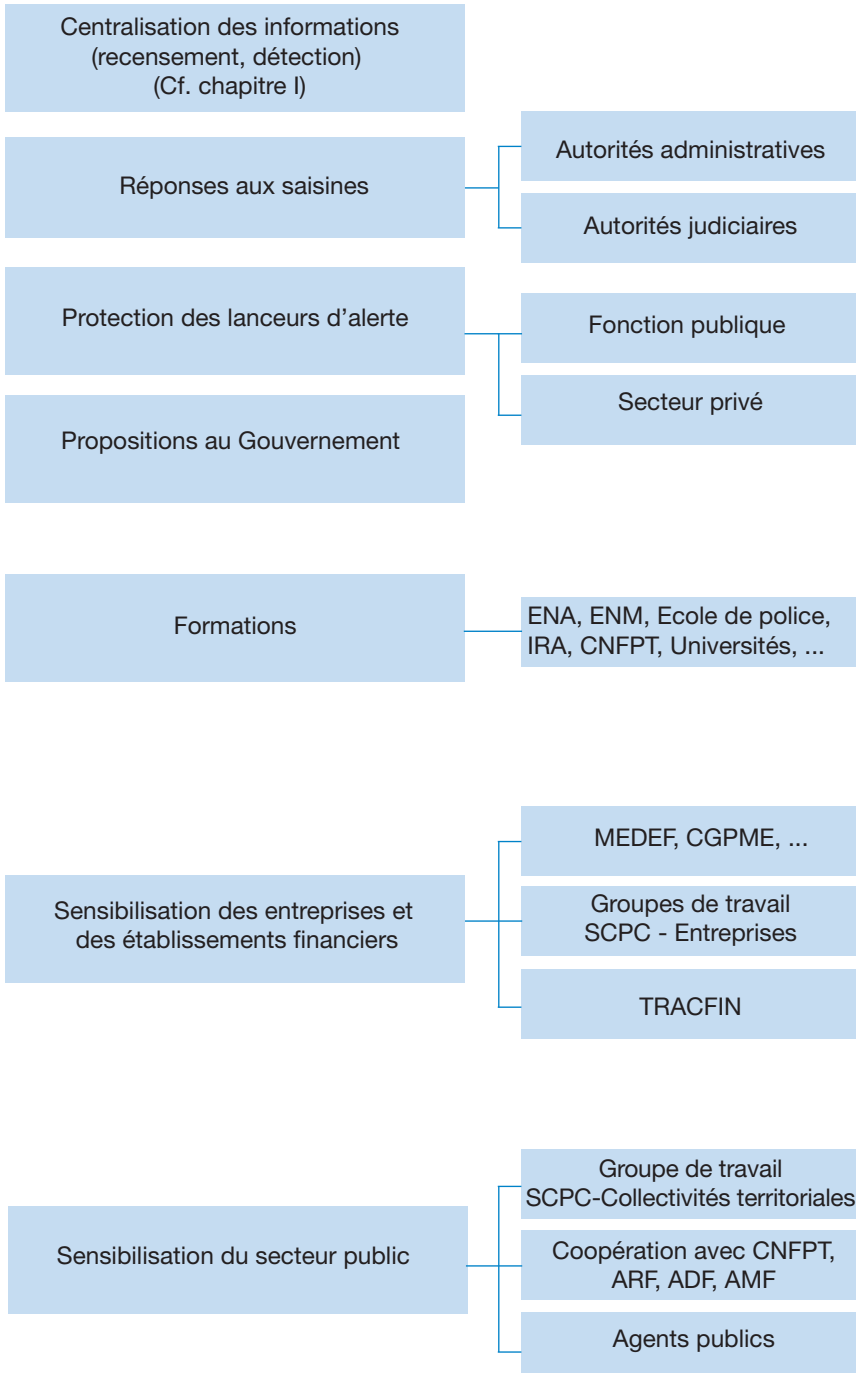 Centralisation des informations
(recensement, détection)
(Cf. chapitre I)
Réponses aux saisines
Autorités administratives
Autorités judiciaires
Protection des lanceurs d’alerte
Fonction publique
Secteur privé
Propositions au Gouvernement
Formations
ENA, ENM, Ecole de police,
IRA, CNFPT, Universités, ...
Sensibilisation des entreprises et
des établissements financiers
MEDEF, CGPME, ...
Groupes de travail
SCPC - Entreprises
TRACFIN
Sensibilisation du secteur public
Groupe de travail
SCPC-Collectivités territoriales
Coopération avec CNFPT,
ARF, ADF, AMF
Agents publics